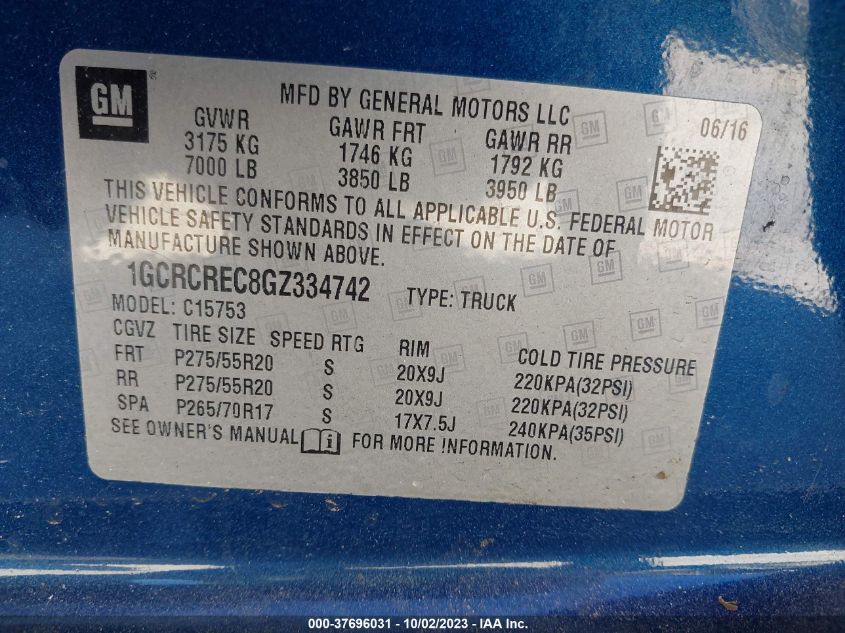 GM ®
MFD BY GENERAL MOTORS LLC
06/16
GVWR GAWR FRT GAWR RR
3175 KG 1746 KG 1792 KG
7000 LB 3850 LB 3950 LB
THIS VEHICLE CONFORMS TO ALL APPLICABLE U.S. FEDERAL MOTOR
VEHICLE SAFETY STANDARDS IN EFFECT ON THE DATE OF
MANUFACTURE SHOWN ABOVE.
1GCRCREC8GZ334742 TYPE: TRUCK
MODEL: C15753
CGVZ TIRE SIZE SPEED RTG RIM COLD TIRE PRESSURE
FRT P275/55R20 S 20X9J 220KPA(32PSI)
RR P275/55R20 S 20X9J 220KPA(32PSI)
SPA P265/70R17 S 17X7.5J 240KPA(35PSI)
SEE OWNER'S MANUAL i FOR MORE INFORMATION.
000-37696031 - 10/02/2023 - IAA Inc.